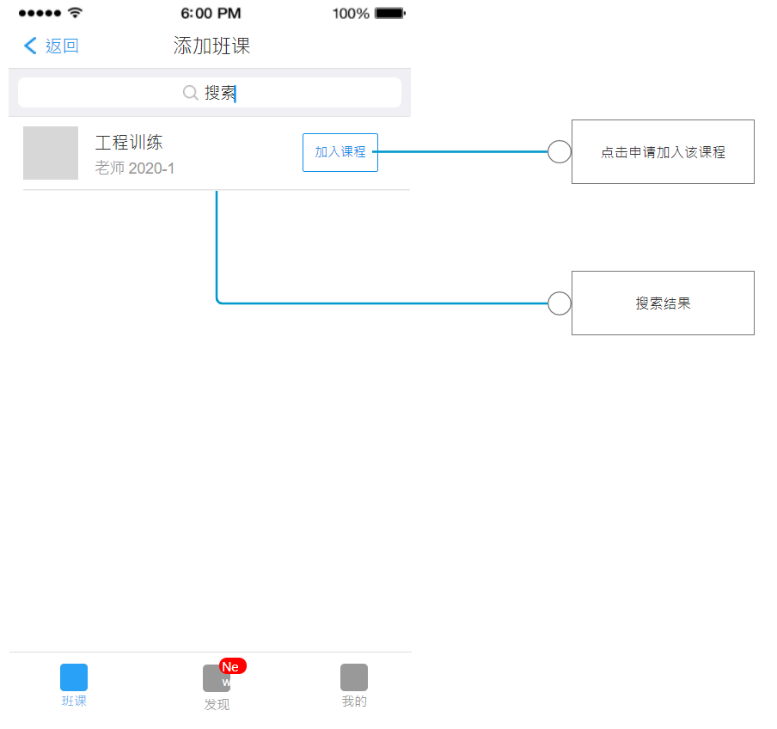 6:00 PM
100%
返回
添加班课
搜索
工程训练
老师 2020-1
加入课程
点击申请加入该课程
搜索结果
Ne
w
班课
发现
我的